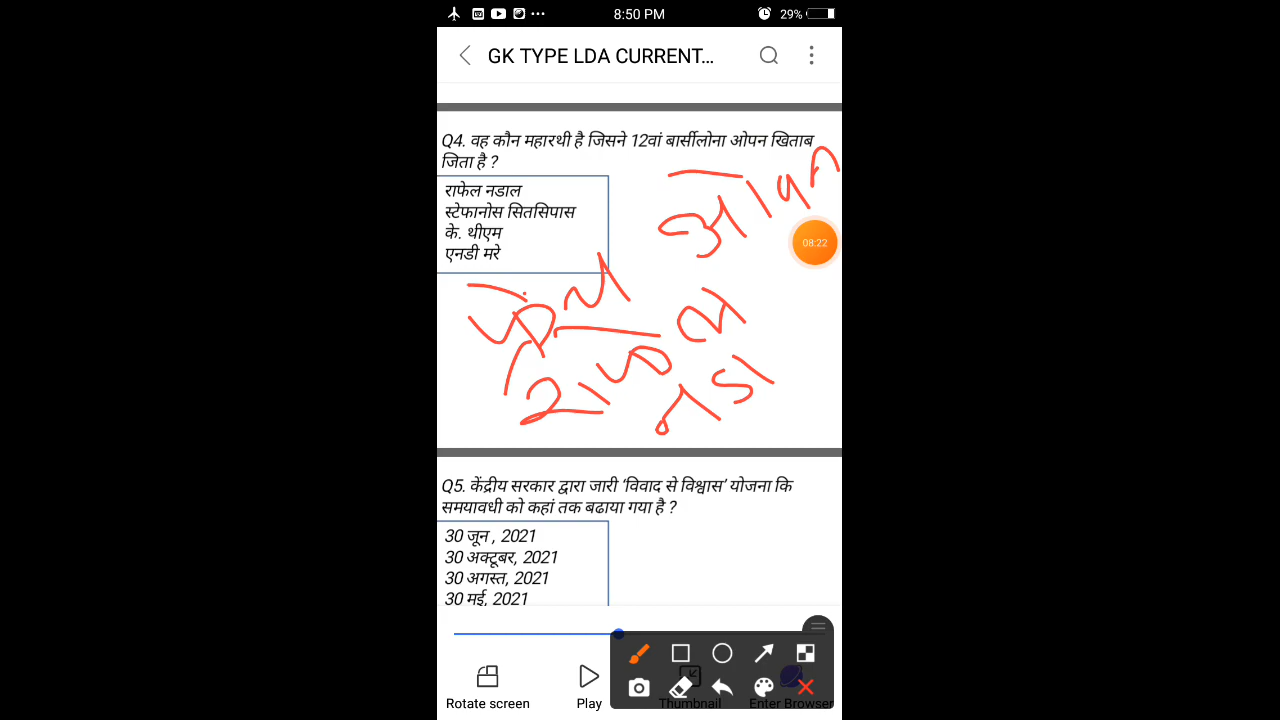 8:50 PM
29%
GK TYPE LDA CURRENT...
Q4. वह कौन महारथी है जिसने 12वां बार्सीलोना ओपन खिताब
जिता है ?
राफेल नडाल
स्टेफानोस सितसिपास
के. थीएम
एनडी मरे
08:22
Q5. केंद्रीय सरकार द्वारा जारी ‘विवाद से विश्वास’ योजना कि
समयावधी को कहां तक बढाया गया है ?
30 जून , 2021
30 अक्टूबर, 2021
30 अगस्त, 2021
30 मई, 2021
Rotate screen
Play
Thumbnail
Enter Browser